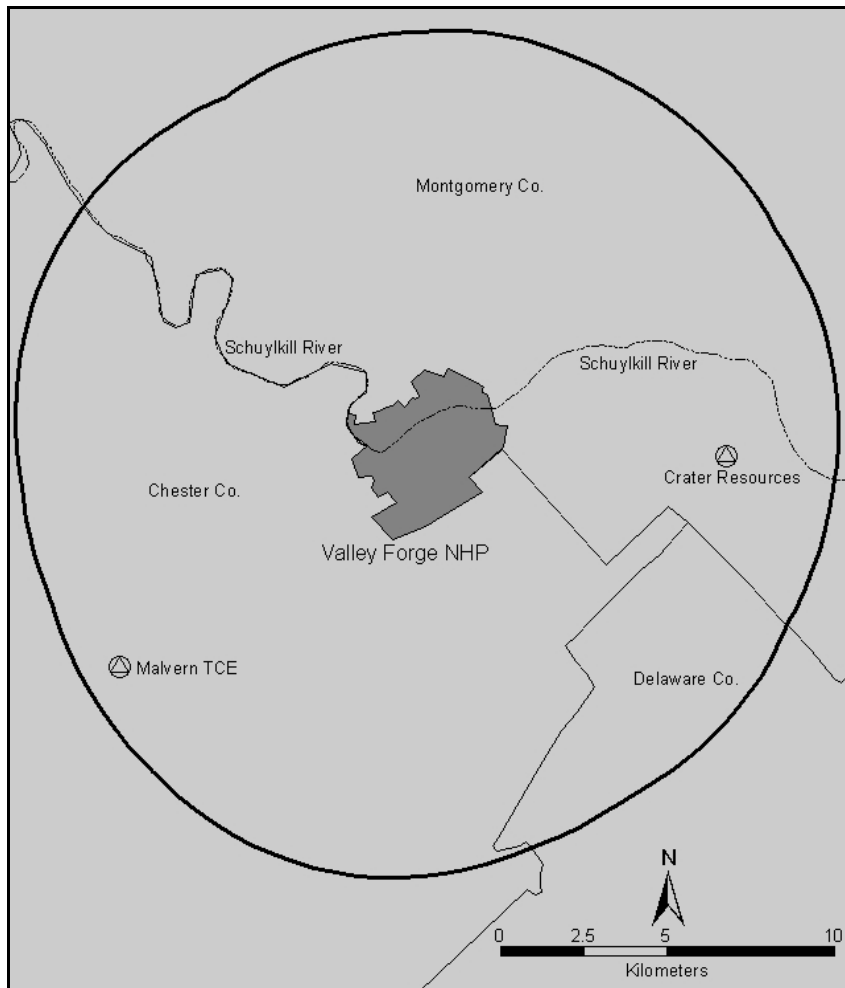 Montgomery Co.
Schuylkill River
Schuylkill River
Crater Resources
Chester Co.
Valley Forge NHP
Malvern TCE
Delaware Co.
N
0 2.5 5 10
Kilometers